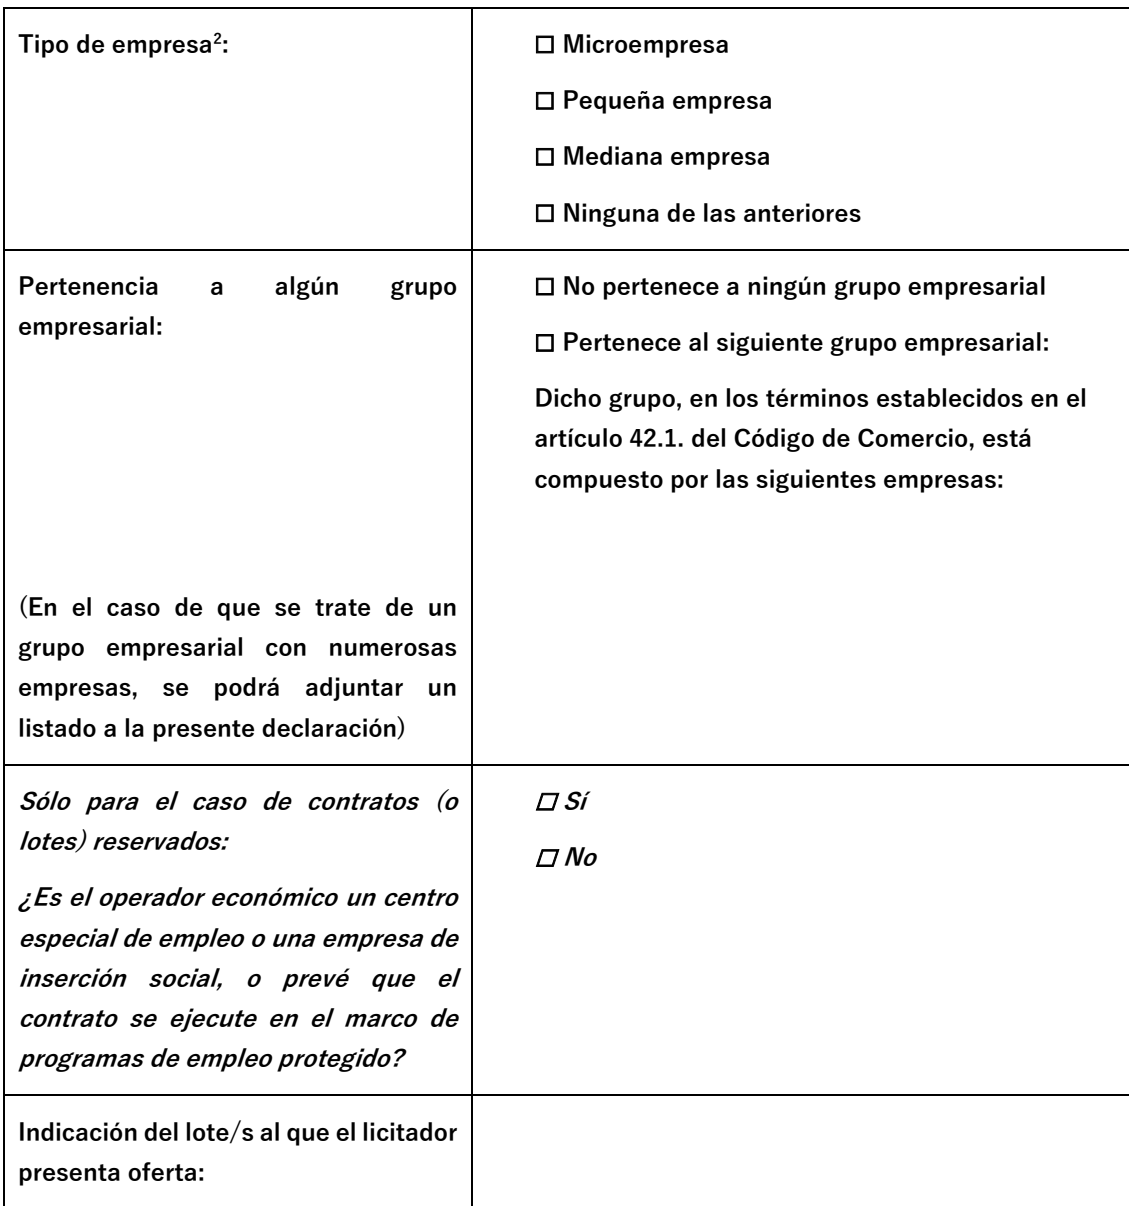 Tipo de empresa²:
☐ Microempresa
☐ Pequeña empresa
☐ Mediana empresa
☐ Ninguna de las anteriores
Pertenencia a algún grupo
empresarial:
(En el caso de que se trate de un
grupo empresarial con numerosas
empresas, se podrá adjuntar un
listado a la presente declaración)
☐ No pertenece a ningún grupo empresarial
☐ Pertenece al siguiente grupo empresarial:
Dicho grupo, en los términos establecidos en el
artículo 42.1. del Código de Comercio, está
compuesto por las siguientes empresas:
Sólo para el caso de contratos (o
lotes) reservados:
¿Es el operador económico un centro
especial de empleo o una empresa de
inserción social, o prevé que el
contrato se ejecute en el marco de
programas de empleo protegido?
☐ Sí
☐ No
Indicación del lote/s al que el licitador
presenta oferta: